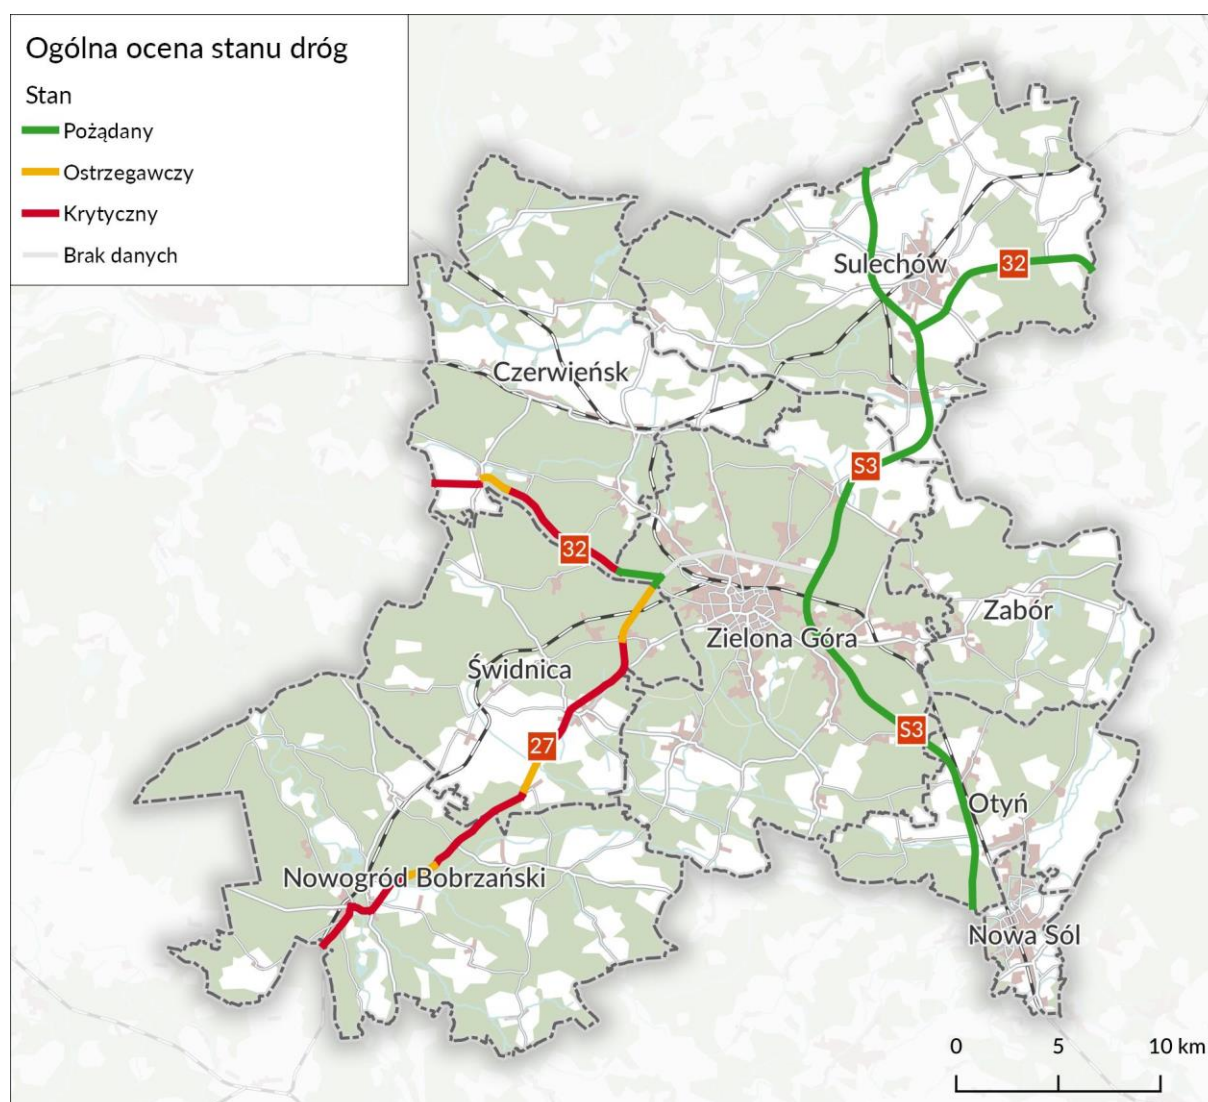 Ogólna ocena stanu dróg
Stan
Pożądany
Ostrzegawczy
Krytyczny
Brak danych
Sulechów
32
Czerwieńsk
S3
32
Zabór
Zielona Góra
Świdnica
S3
27
Otyń
Nowogród Bobrzański
Nowa Sól
0 5 10 km